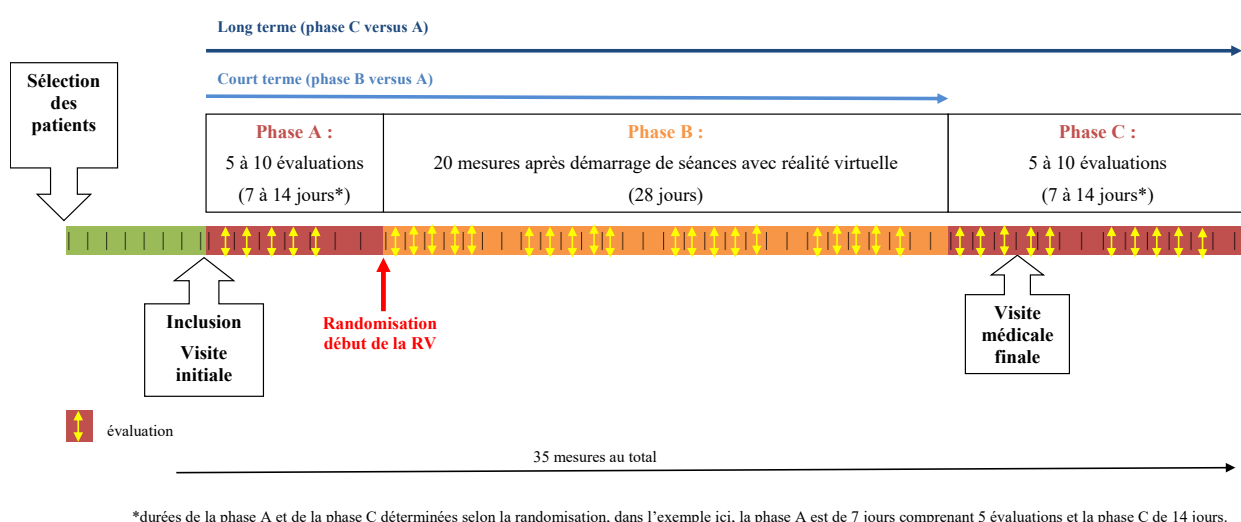 Long terme (phase C versus A)
Court terme (phase B versus A)
Sélection
des
patients
Phase A :
5 à 10 évaluations
(7 à 14 jours*)
Phase B :
20 mesures après démarrage de séances avec réalité virtuelle
(28 jours)
Phase C :
5 à 10 évaluations
(7 à 14 jours*)
Inclusion
Visite
initiale
Randomisation
début de la RV
Visite
médicale
finale
évaluation
35 mesures au total
*durées de la phase A et de la phase C déterminées selon la randomisation, dans l’exemple ici, la phase A est de 7 jours comprenant 5 évaluations et la phase C de 14 jours.